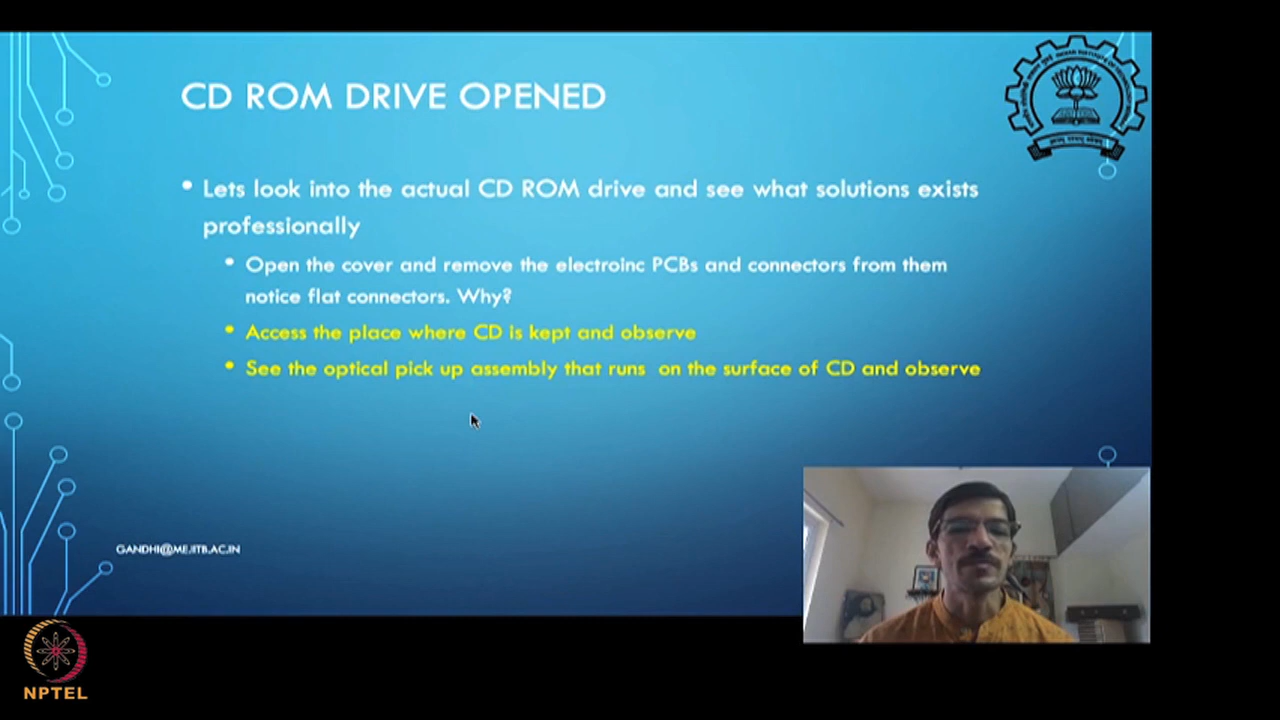 CD ROM DRIVE OPENED
• Lets look into the actual CD ROM drive and see what solutions exists
professionally
• Open the cover and remove the electroinc PCBs and connectors from them
notice flat connectors. Why?
• Access the place where CD is kept and observe
• See the optical pick up assembly that runs on the surface of CD and observe
GANDHI@ME.IITB.AC.IN
NPTEL